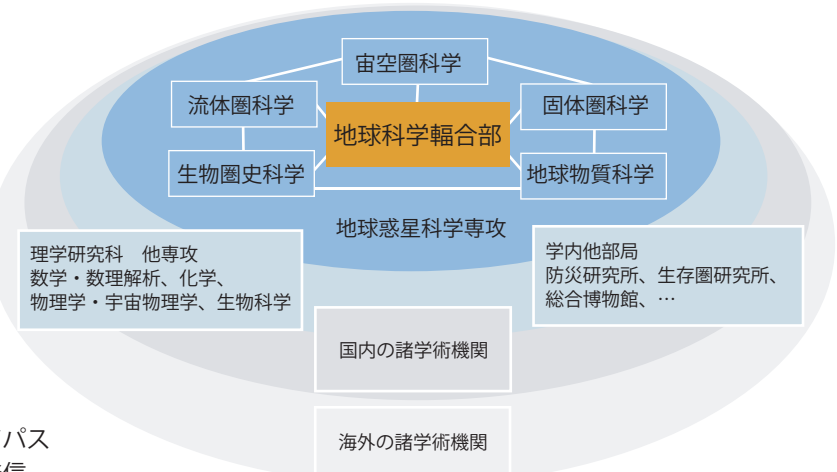 宙空圏科学
流体圏科学
固体圏科学
地球科学輻合部
生物圏史科学
地球物質科学
地球惑星科学専攻
理学研究科　他専攻
数学・数理解析、化学、
物理学・宇宙物理学、生物科学
学内他部局
防災研究所、生存圏研究所、
総合博物館、…
国内の諸学術機関
海外の諸学術機関
パス